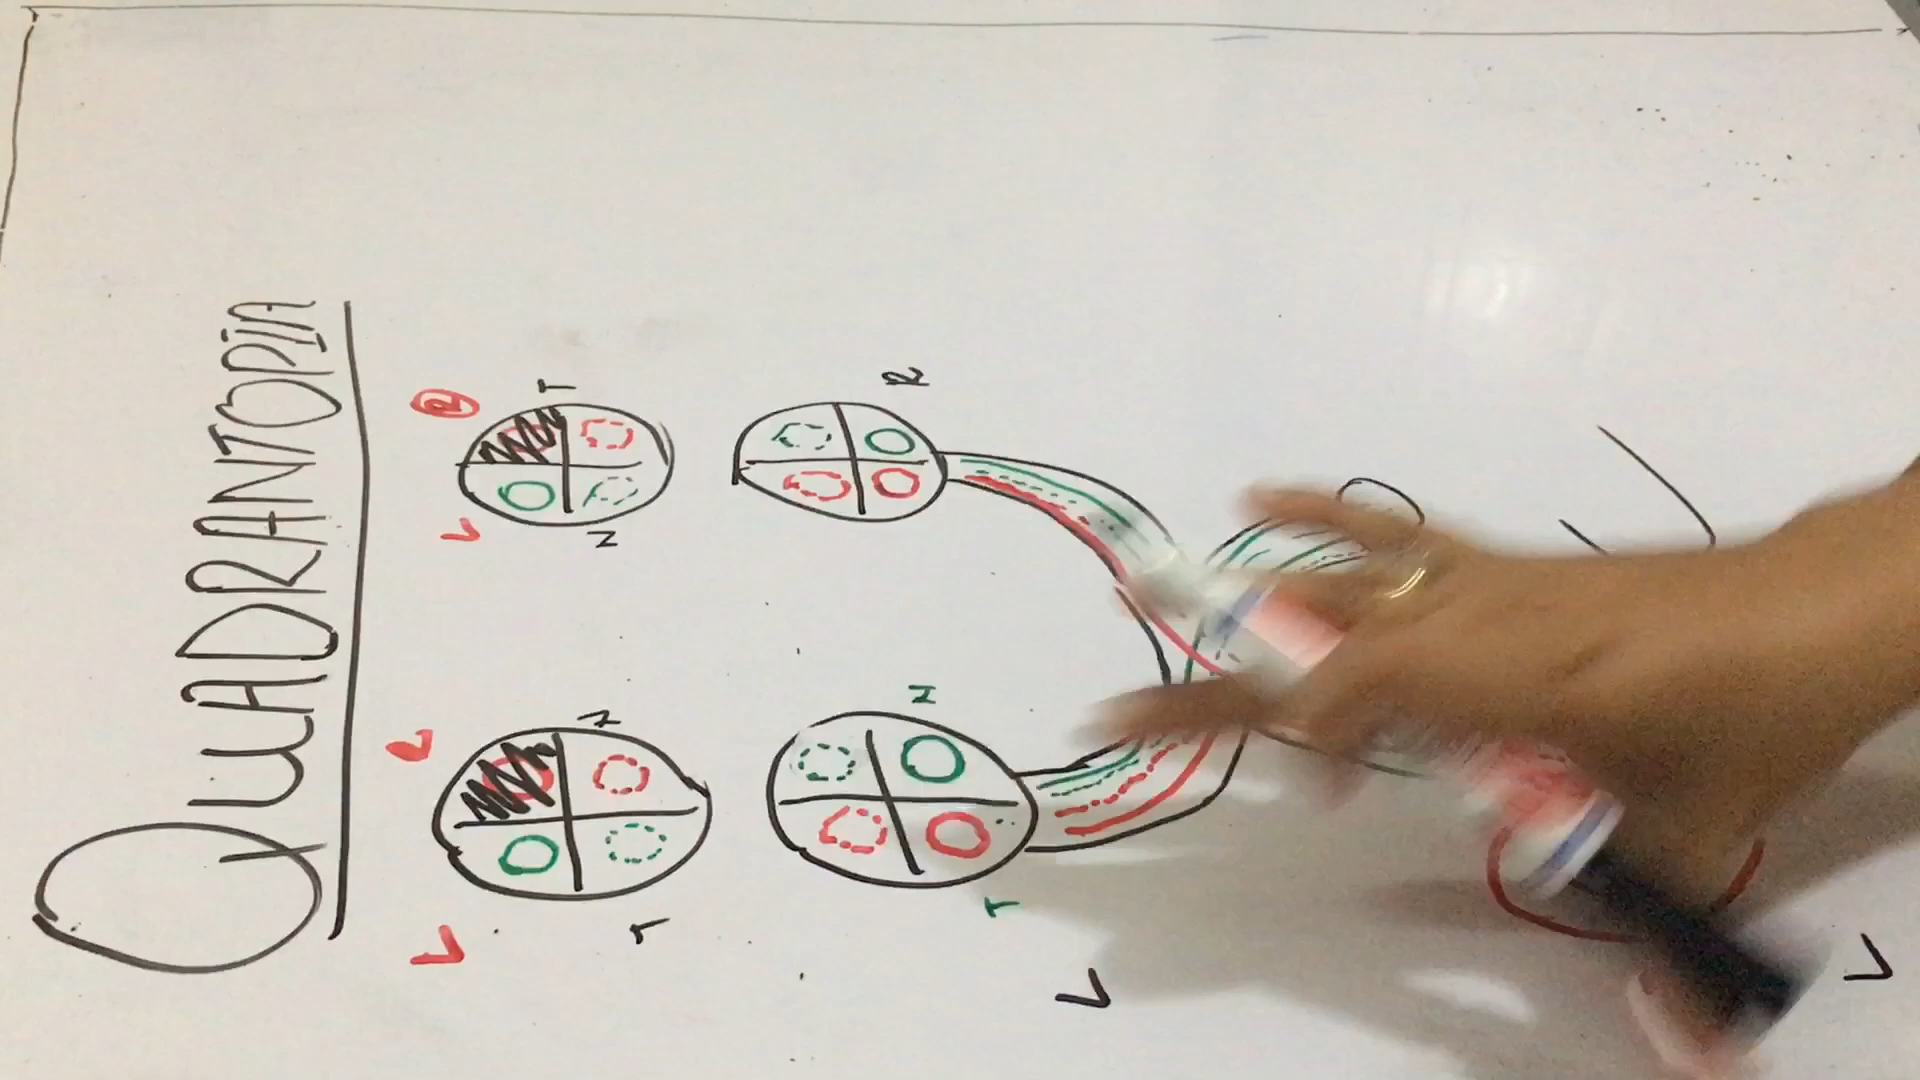 QUADRANTOPIA
L R L R
T N N T
T N R
L
L